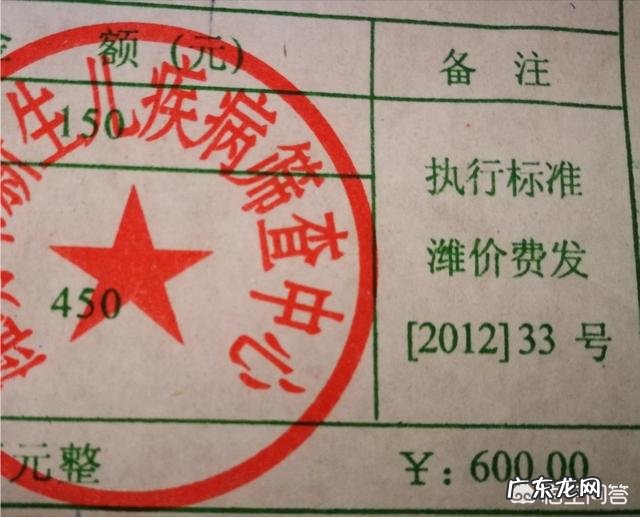 额(元) 备 注
150
执行标准
潍价费发
450
[2012]33 号
元整 ￥: 600.00
新生儿疾病筛查中心
广东龙网